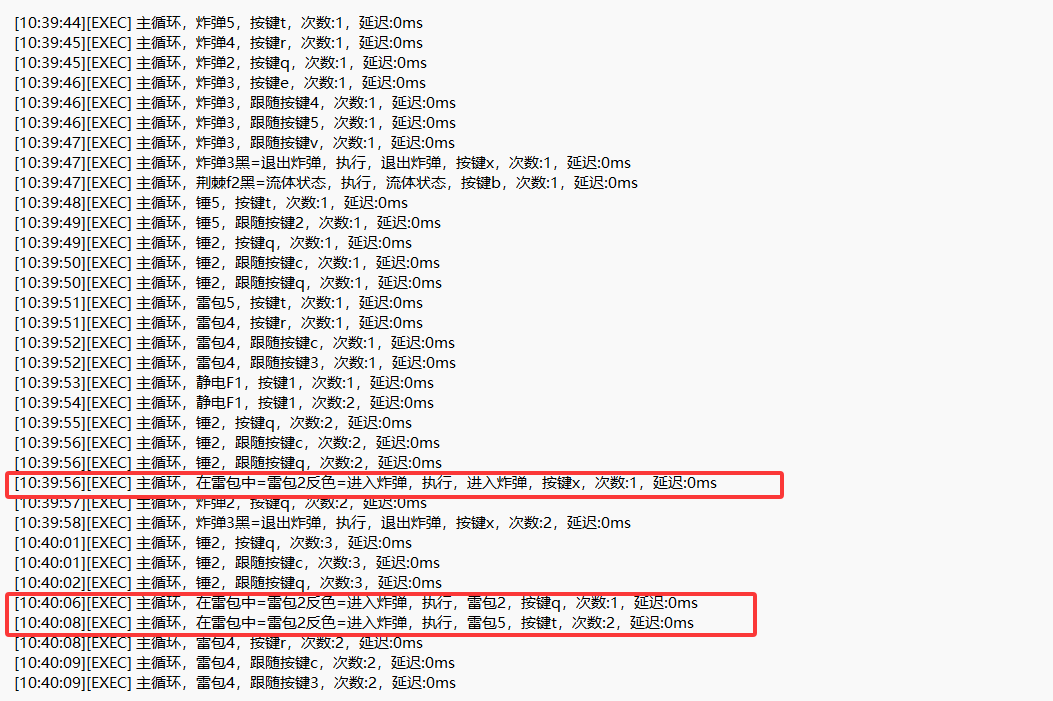 [10:39:44][EXEC] 主循环，炸弹5，按键t，次数:1，延迟:0ms
[10:39:45][EXEC] 主循环，炸弹4，按键r，次数:1，延迟:0ms
[10:39:45][EXEC] 主循环，炸弹2，按键q，次数:1，延迟:0ms
[10:39:46][EXEC] 主循环，炸弹3，按键e，次数:1，延迟:0ms
[10:39:46][EXEC] 主循环，炸弹3，跟随按键4，次数:1，延迟:0ms
[10:39:46][EXEC] 主循环，炸弹3，跟随按键5，次数:1，延迟:0ms
[10:39:47][EXEC] 主循环，炸弹3，跟随按键v，次数:1，延迟:0ms
[10:39:47][EXEC] 主循环，炸弹3黑=退出炸弹，执行，退出炸弹，按键x，次数:1，延迟:0ms
[10:39:47][EXEC] 主循环，荆棘f2黑=流体状态，执行，流体状态，按键b，次数:1，延迟:0ms
[10:39:48][EXEC] 主循环，锤5，按键t，次数:1，延迟:0ms
[10:39:49][EXEC] 主循环，锤5，跟随按键2，次数:1，延迟:0ms
[10:39:49][EXEC] 主循环，锤2，按键q，次数:1，延迟:0ms
[10:39:50][EXEC] 主循环，锤2，跟随按键c，次数:1，延迟:0ms
[10:39:50][EXEC] 主循环，锤2，跟随按键q，次数:1，延迟:0ms
[10:39:51][EXEC] 主循环，雷包5，按键t，次数:1，延迟:0ms
[10:39:51][EXEC] 主循环，雷包4，按键r，次数:1，延迟:0ms
[10:39:52][EXEC] 主循环，雷包4，跟随按键c，次数:1，延迟:0ms
[10:39:52][EXEC] 主循环，雷包4，跟随按键3，次数:1，延迟:0ms
[10:39:53][EXEC] 主循环，静电F1，按键1，次数:1，延迟:0ms
[10:39:54][EXEC] 主循环，静电F1，按键1，次数:2，延迟:0ms
[10:39:55][EXEC] 主循环，锤2，按键q，次数:2，延迟:0ms
[10:39:56][EXEC] 主循环，锤2，跟随按键c，次数:2，延迟:0ms
[10:39:56][EXEC] 主循环，锤2，跟随按键q，次数:2，延迟:0ms
[10:39:56][EXEC] 主循环，在雷包中=雷包2反色=进入炸弹，执行，进入炸弹，按键x，次数:1，延迟:0ms
[10:39:57][EXEC] 主循环，炸弹2，按键q，次数:2，延迟:0ms
[10:39:58][EXEC] 主循环，炸弹3黑=退出炸弹，执行，退出炸弹，按键x，次数:2，延迟:0ms
[10:40:01][EXEC] 主循环，锤2，按键q，次数:3，延迟:0ms
[10:40:01][EXEC] 主循环，锤2，跟随按键c，次数:3，延迟:0ms
[10:40:02][EXEC] 主循环，锤2，跟随按键q，次数:3，延迟:0ms
[10:40:06][EXEC] 主循环，在雷包中=雷包2反色=进入炸弹，执行，雷包2，按键q，次数:1，延迟:0ms
[10:40:08][EXEC] 主循环，在雷包中=雷包2反色=进入炸弹，执行，雷包5，按键t，次数:2，延迟:0ms
[10:40:08][EXEC] 主循环，雷包4，按键r，次数:2，延迟:0ms
[10:40:09][EXEC] 主循环，雷包4，跟随按键c，次数:2，延迟:0ms
[10:40:09][EXEC] 主循环，雷包4，跟随按键3，次数:2，延迟:0ms